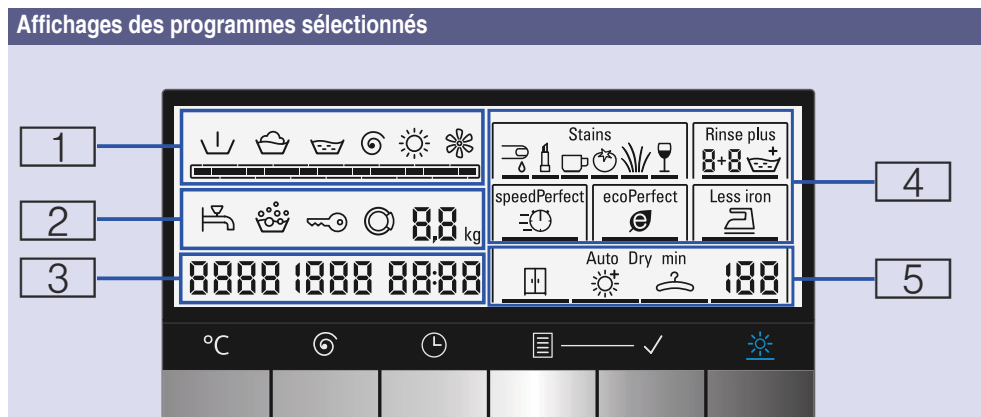 Affichages des programmes sélectionnés
1
2
3
4
5
8,8 kg
8888 1888 88:88
Stains
Rinse plus
8+8
speedPerfect ecoPerfect Less iron
Auto Dry min
188
°C